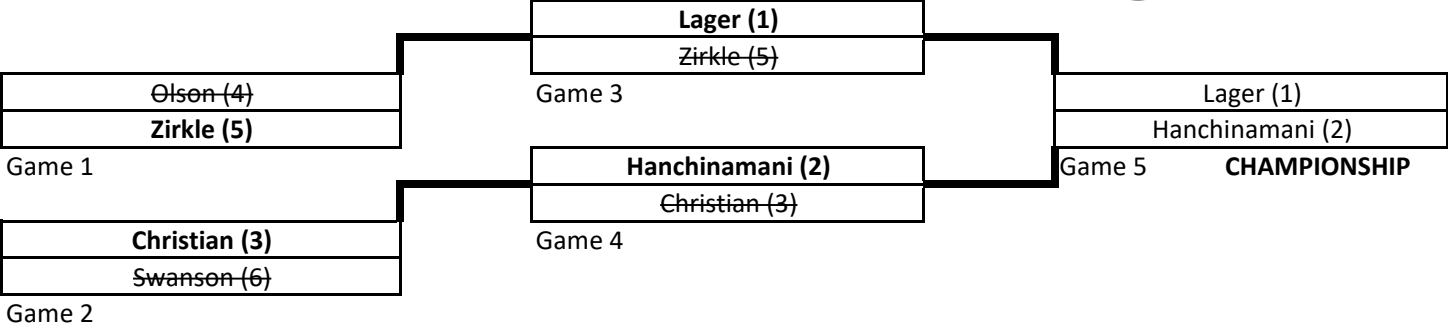 Lager (1)
Zirkle (5)
Game 3
Olson (4)
Zirkle (5)
Game 1
Lager (1)
Hanchinamani (2)
Game 5 CHAMPIONSHIP
Hanchinamani (2)
Christian (3)
Game 4
Christian (3)
Swanson (6)
Game 2